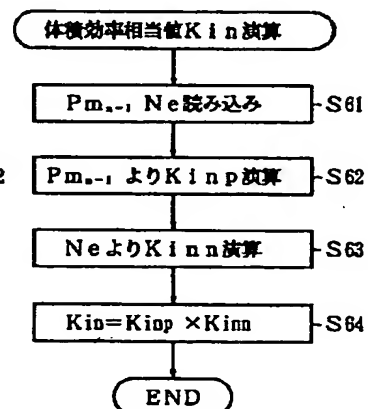 体積効率相当値Kin演算
Pmₙ₋₁ Ne読み込み
S61
2
Pmₙ₋₁ よりKinp演算
S62
NeよりKinn演算
S63
Kin=Kinp ×Kinn
S64
END